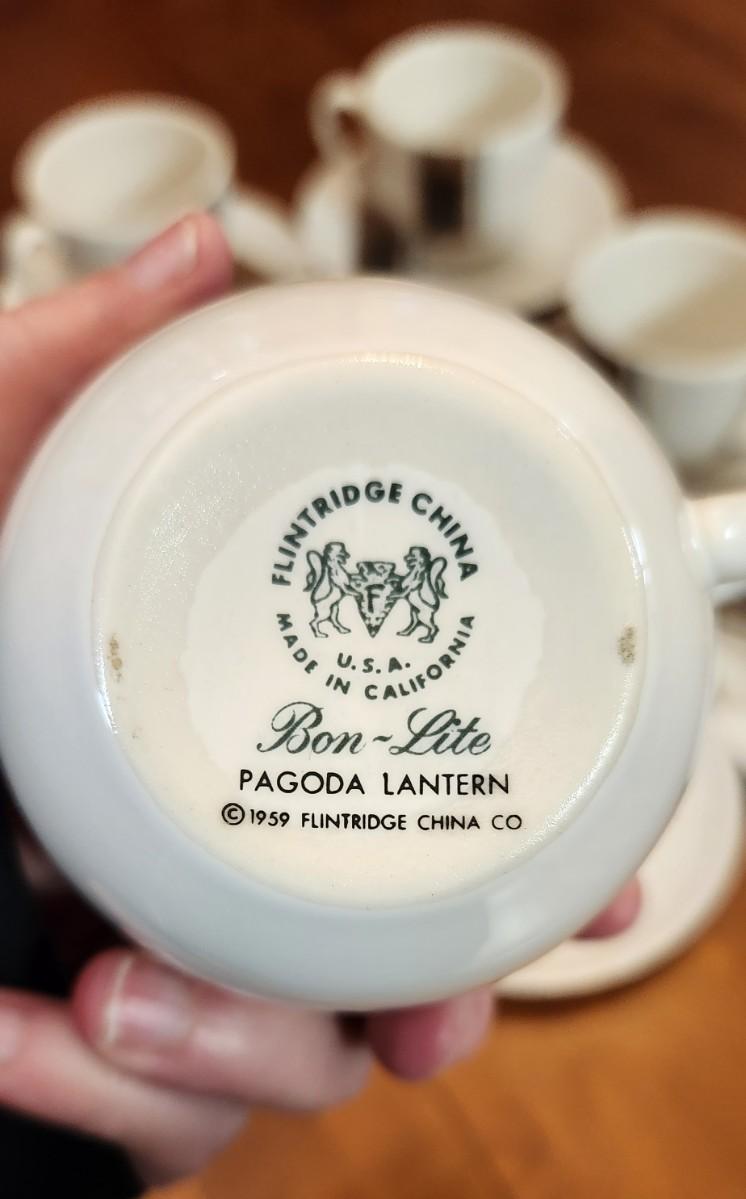 FLINTRIDGE CHINA
F
U.S.A.
MADE IN CALIFORNIA
Bon~Lite
PAGODA LANTERN
©1959 FLINTRIDGE CHINA CO